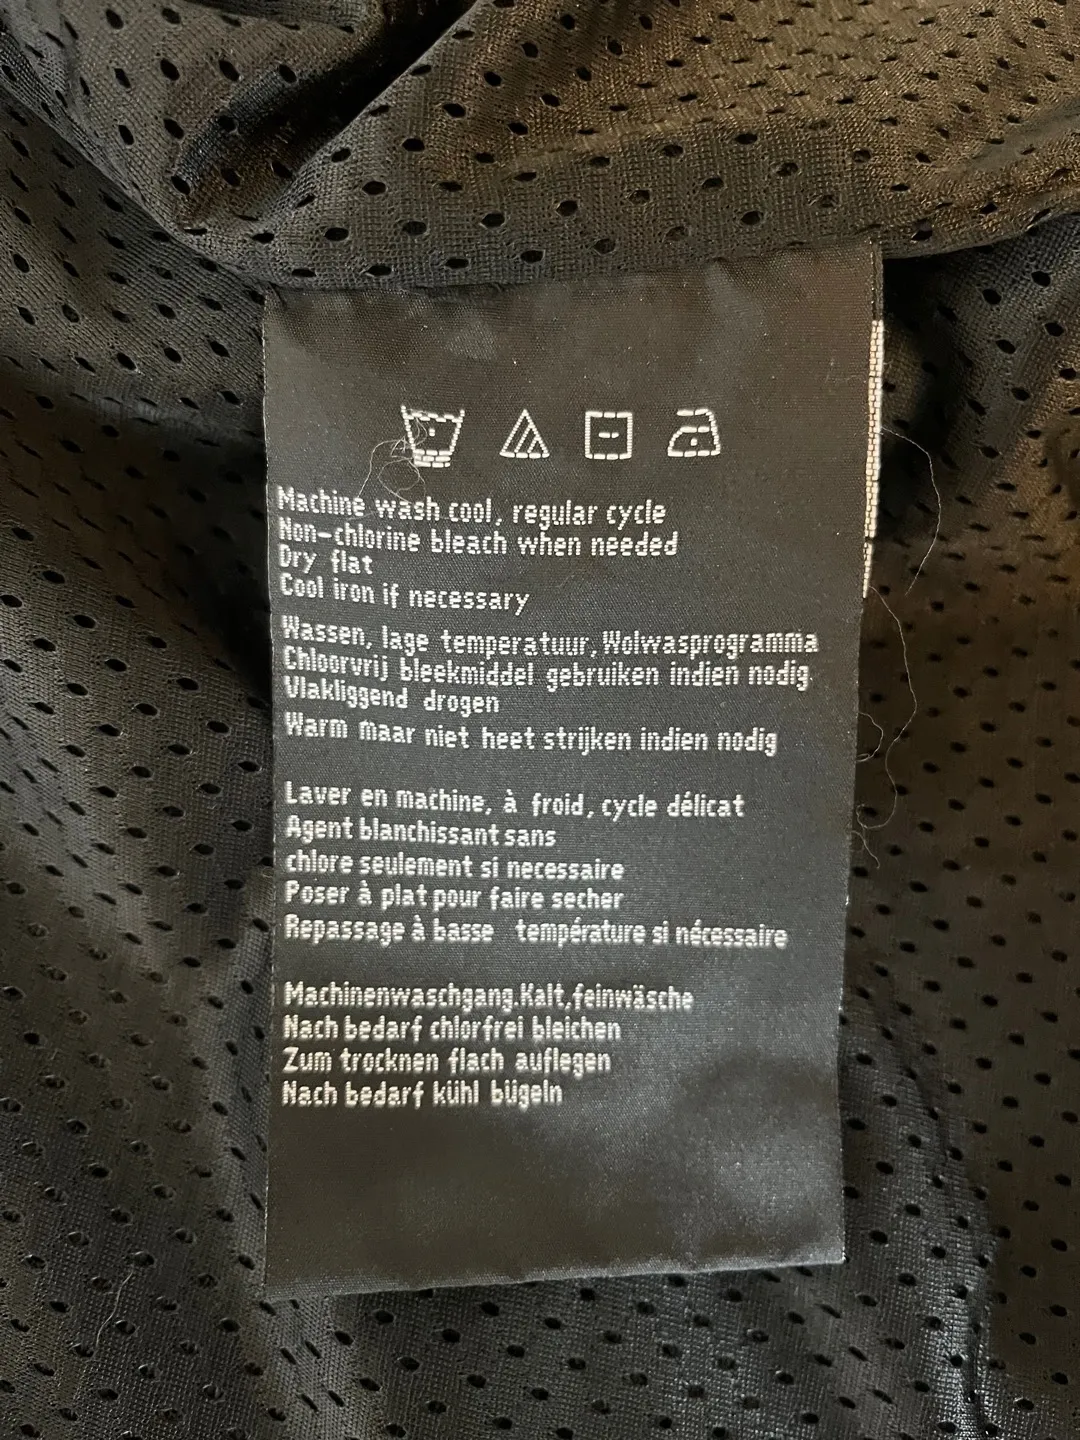 Machine wash cool, regular cycle
Non-chlorine bleach when needed
Dry flat
Cool iron if necessary
Wassen, lage temperatuur, Wolwasprogramma
Chloorvrij bleekmiddel gebruiken indien nodig.
Vlakliggend drogen
Warm maar niet heet strijken indien nodig
Laver en machine, à froid, cycle délicat
Agent blanchissant sans
chlore seulement si necessaire
Poser à plat pour faire secher
Repassage à basse température si nécessaire
Machinenwaschgang.Kalt,feinwäsche
Nach bedarf chlorfrei bleichen
Zum trocknen flach auflegen
Nach bedarf kühl bügeln